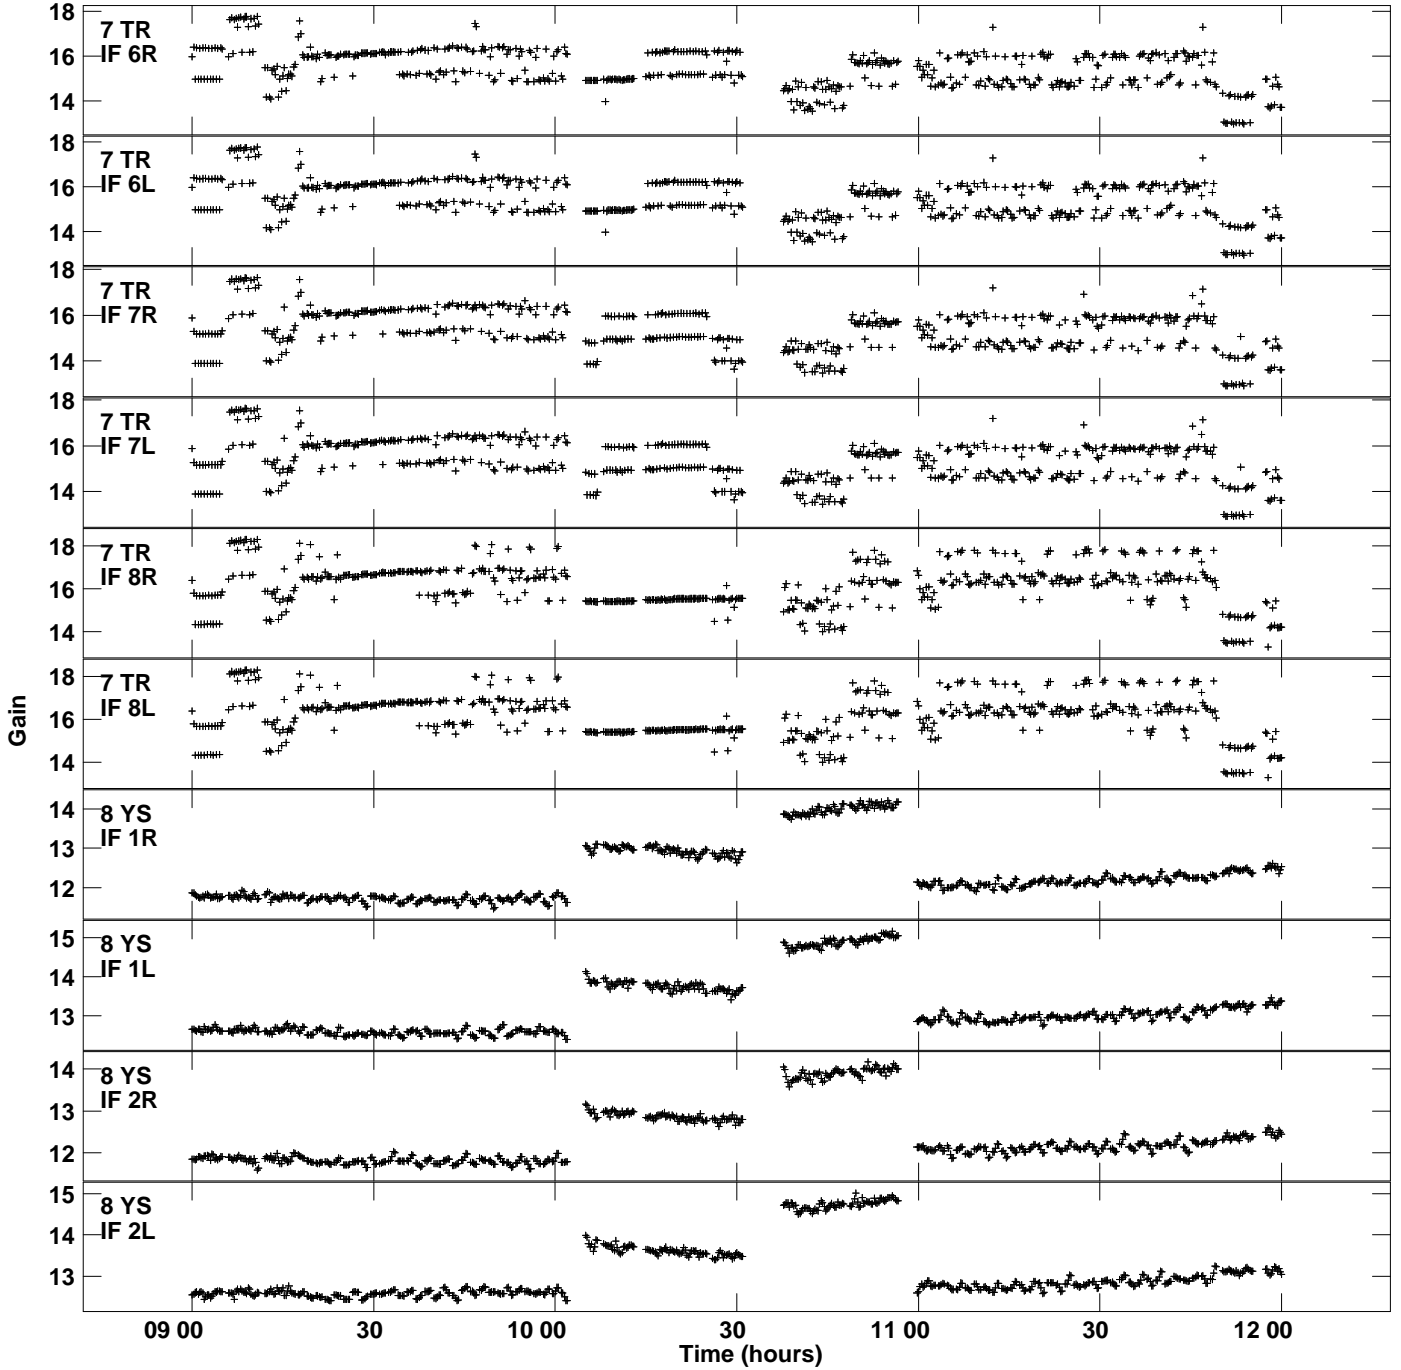 18
16
14
7 TR
IF 6R
18
16
14
7 TR
IF 6L
18
16
14
7 TR
IF 7R
18
16
14
7 TR
IF 7L
18
16
14
7 TR
IF 8R
18
16
14
7 TR
IF 8L
14
13
12
8 YS
IF 1R
15
14
13
8 YS
IF 1L
14
13
12
8 YS
IF 2R
15
14
13
8 YS
IF 2L
Gain
09 00 30 10 00 30 11 00 30 12 00
Time (hours)